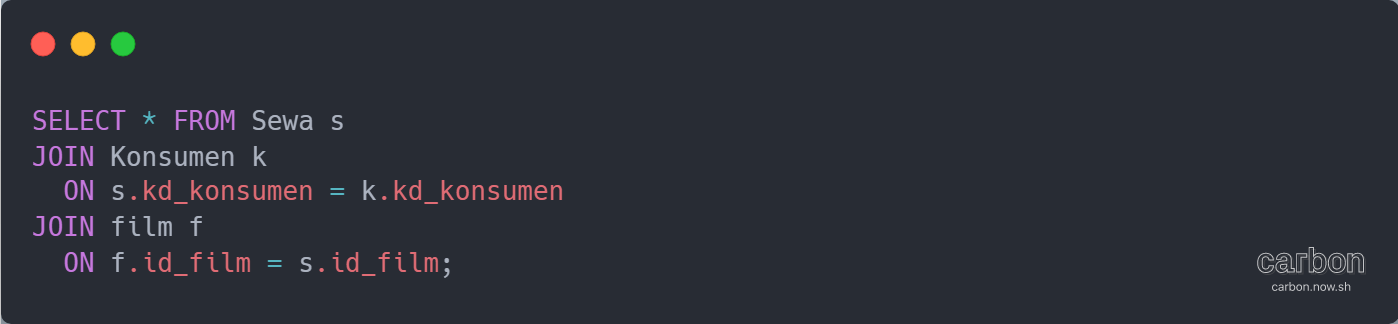 SELECT * FROM Sewa s
JOIN Konsumen k
  ON s.kd_konsumen = k.kd_konsumen
JOIN film f
  ON f.id_film = s.id_film;
carbon
carbon.now.sh